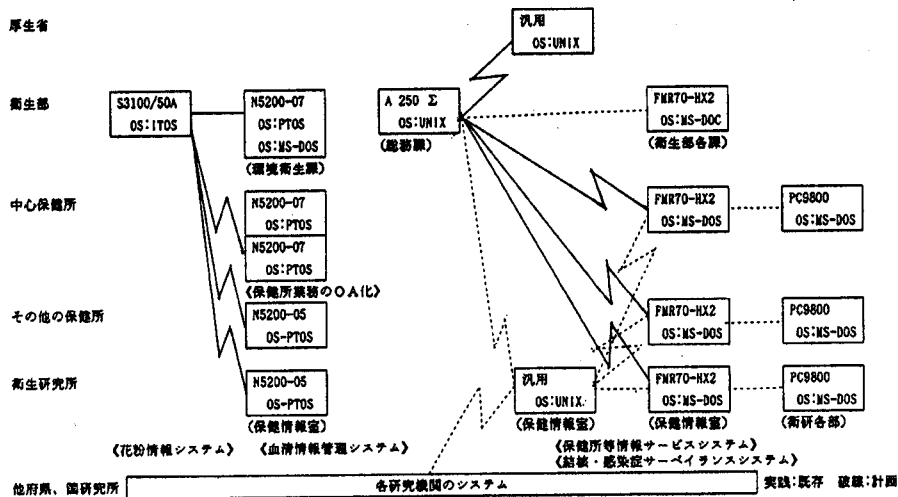 厚生省
汎用
OS:UNIX
衛生部
S3100/50A
OS:ITOS
N5200-07
OS:PTOS
OS:MS-DOS
(環境衛生課)
A 250 Σ
OS:UNIX
(総務課)
FMR70-HX2
OS:MS-DOC
(衛生部各課)
中心保健所
N5200-07
OS:PTOS
N5200-07
OS:PTOS
《保健所業務のOA化》
FMR70-HX2
OS:MS-DOS
PC9800
OS:MS-DOS
その他の保健所
N5200-05
OS-PTOS
FMR70-HX2
OS:MS-DOS
PC9800
OS:MS-DOS
衛生研究所
N5200-05
OS-PTOS
(保健情報室)
汎用
OS:UNIX
(保健情報室)
FMR70-HX2
OS:MS-DOS
(保健情報室)
PC9800
OS:MS-DOS
(衛研各部)
《花粉情報システム》 《血清情報管理システム》
《保健所等情報サービスシステム》
《結核・感染症サーベイランスシステム》
他府県、国研究所
各研究機関のシステム
実践:既存 破線:計画